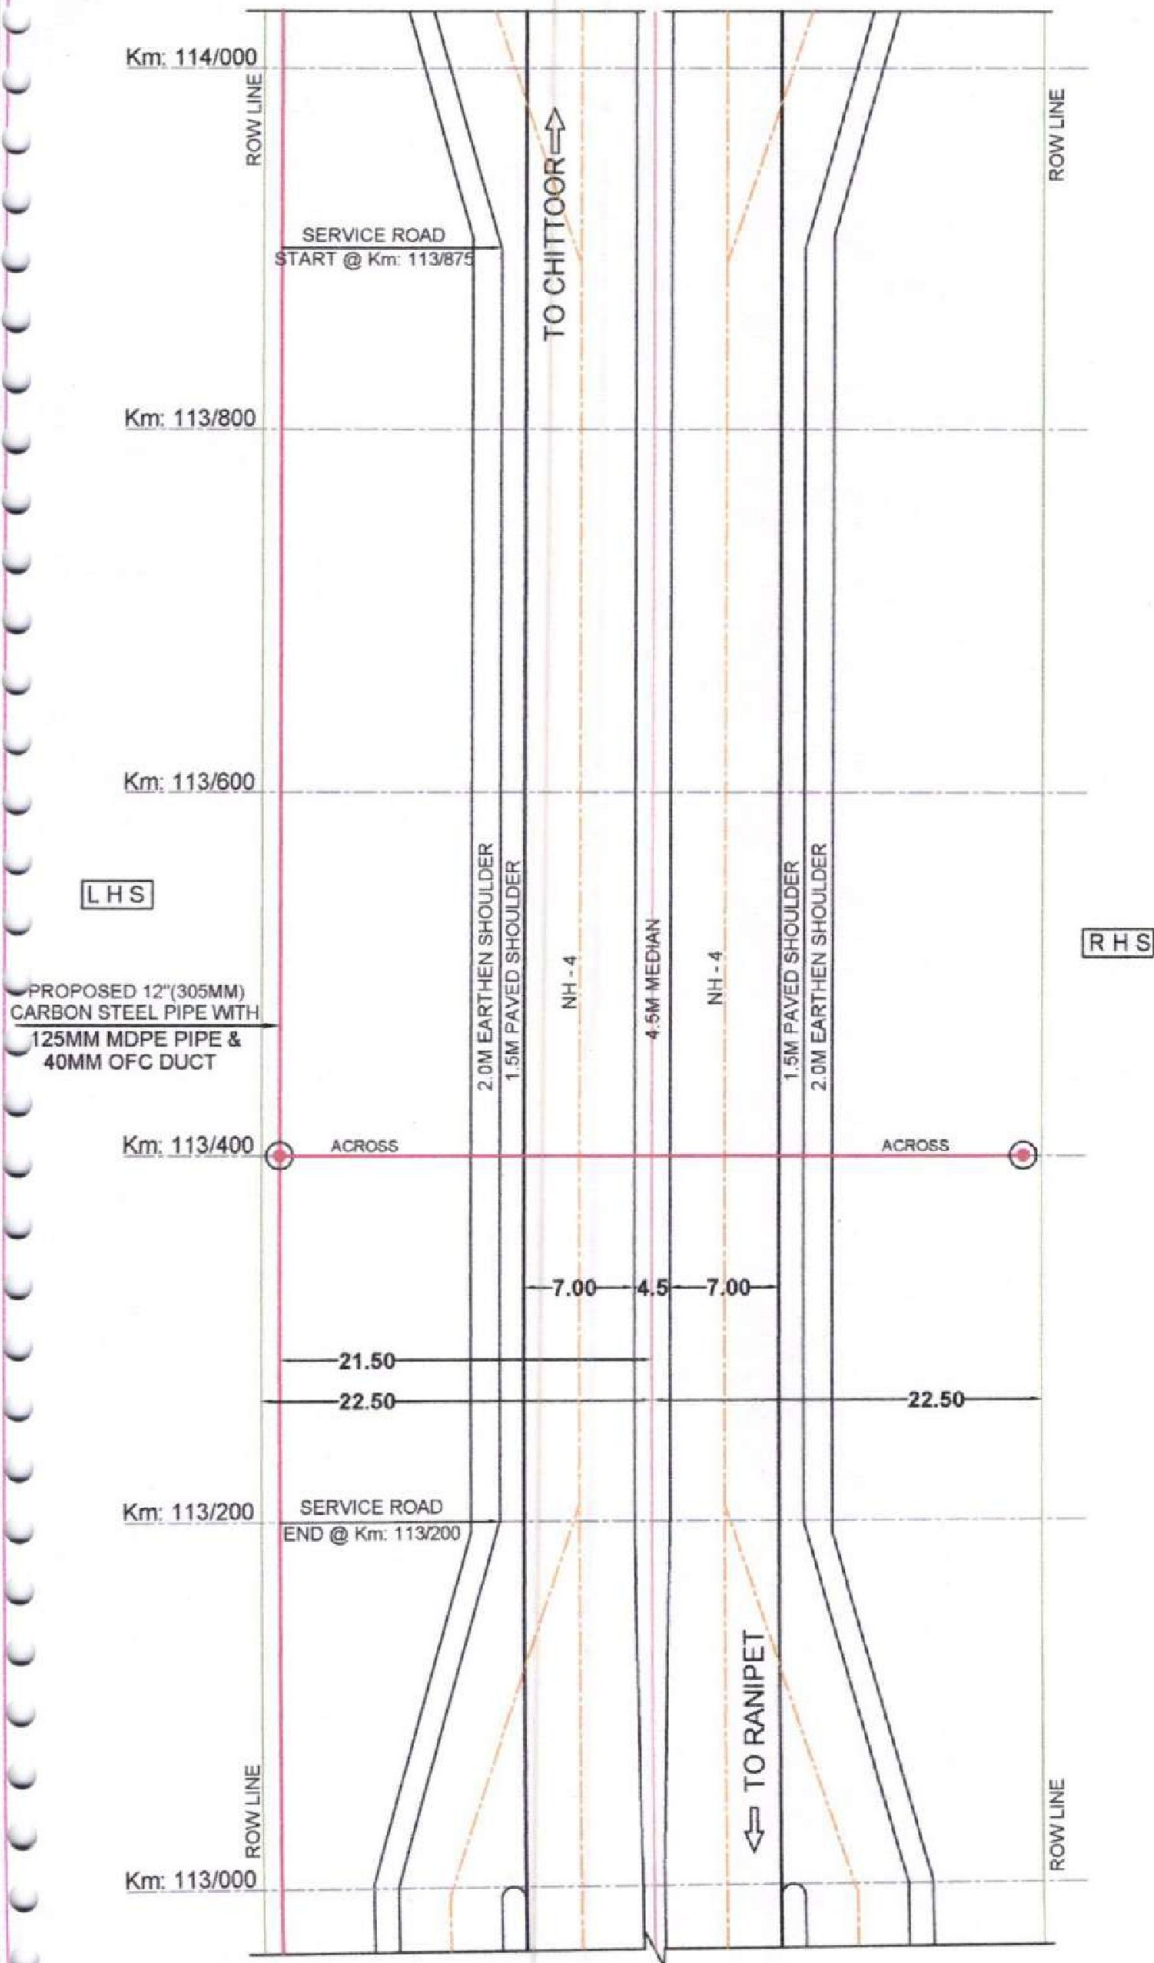 Km: 114/000
ROW LINE
ROW LINE
TO CHITTOOR
SERVICE ROAD
START @ Km: 113/875
Km: 113/800
Km: 113/600
2.0M EARTHEN SHOULDER
1.5M PAVED SHOULDER
NH - 4
4.5M MEDIAN
NH - 4
1.5M PAVED SHOULDER
2.0M EARTHEN SHOULDER
LHS
RHS
PROPOSED 12"(305MM)
CARBON STEEL PIPE WITH
125MM MDPE PIPE &
40MM OFC DUCT
Km: 113/400
ACROSS
ACROSS
7.00
4.5
7.00
21.50
22.50
22.50
Km: 113/200
SERVICE ROAD
END @ Km: 113/200
TO RANIPET
ROW LINE
ROW LINE
Km: 113/000